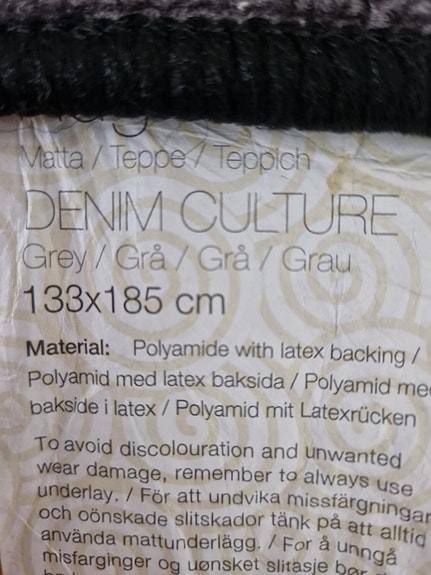 Matta / Teppe / Teppich
DENIM CULTURE
Grey / Grå / Grå / Grau
133x185 cm
Material: Polyamide with latex backing /
Polyamid med latex baksida / Polyamid me
bakside i latex / Polyamid mit Latexrücken
To avoid discolouration and unwanted
wear damage, remember to always use
underlay. / För att undvika missfärgningar
och oönskade slitskador tänk på att alltid
använda mattunderlägg. / For å unngå
misfarginger og uønsket slitasje bør